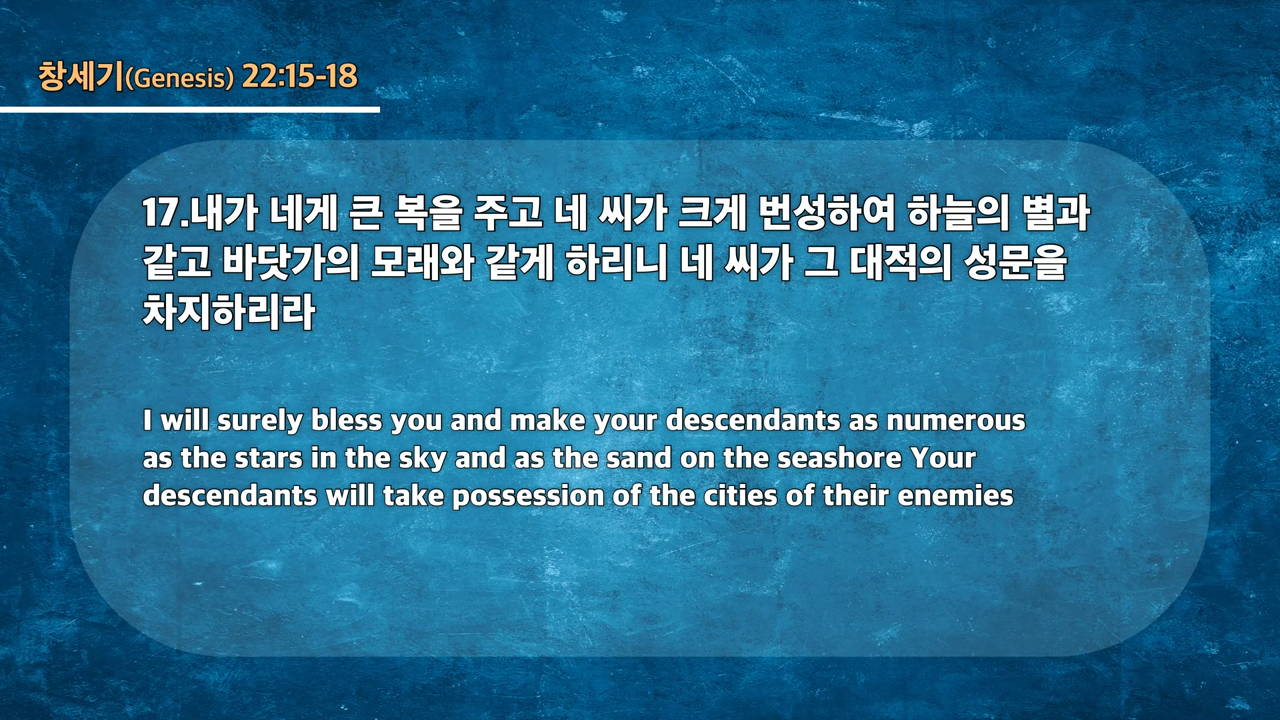 창세기(Genesis) 22:15-18
17.내가 네게 큰 복을 주고 네 씨가 크게 번성하여 하늘의 별과
같고 바닷가의 모래와 같게 하리니 네 씨가 그 대적의 성문을
차지하리라
I will surely bless you and make your descendants as numerous
as the stars in the sky and as the sand on the seashore Your
descendants will take possession of the cities of their enemies